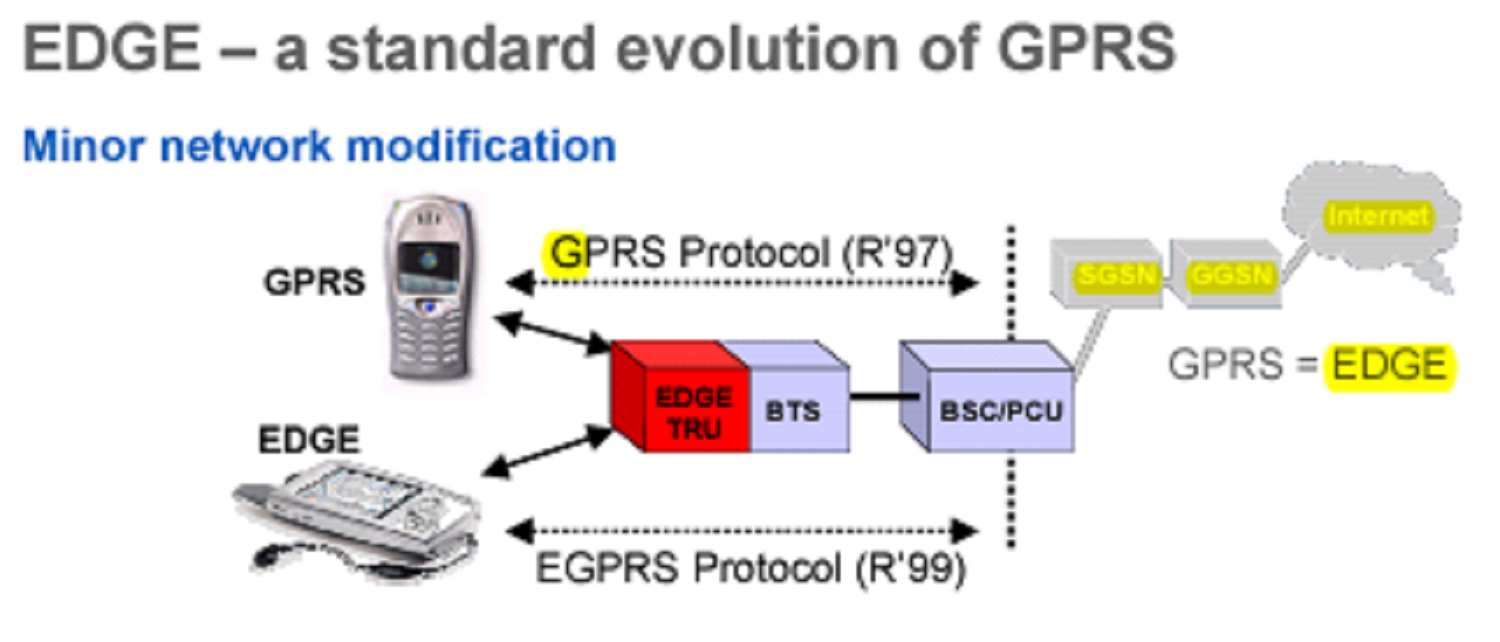 EDGE – a standard evolution of GPRS
Minor network modification
GPRS
GPRS Protocol (R'97)
SGSN
GGSN
Internet
GPRS = EDGE
EDGE TRU
BTS
BSC/PCU
EDGE
EGPRS Protocol (R'99)